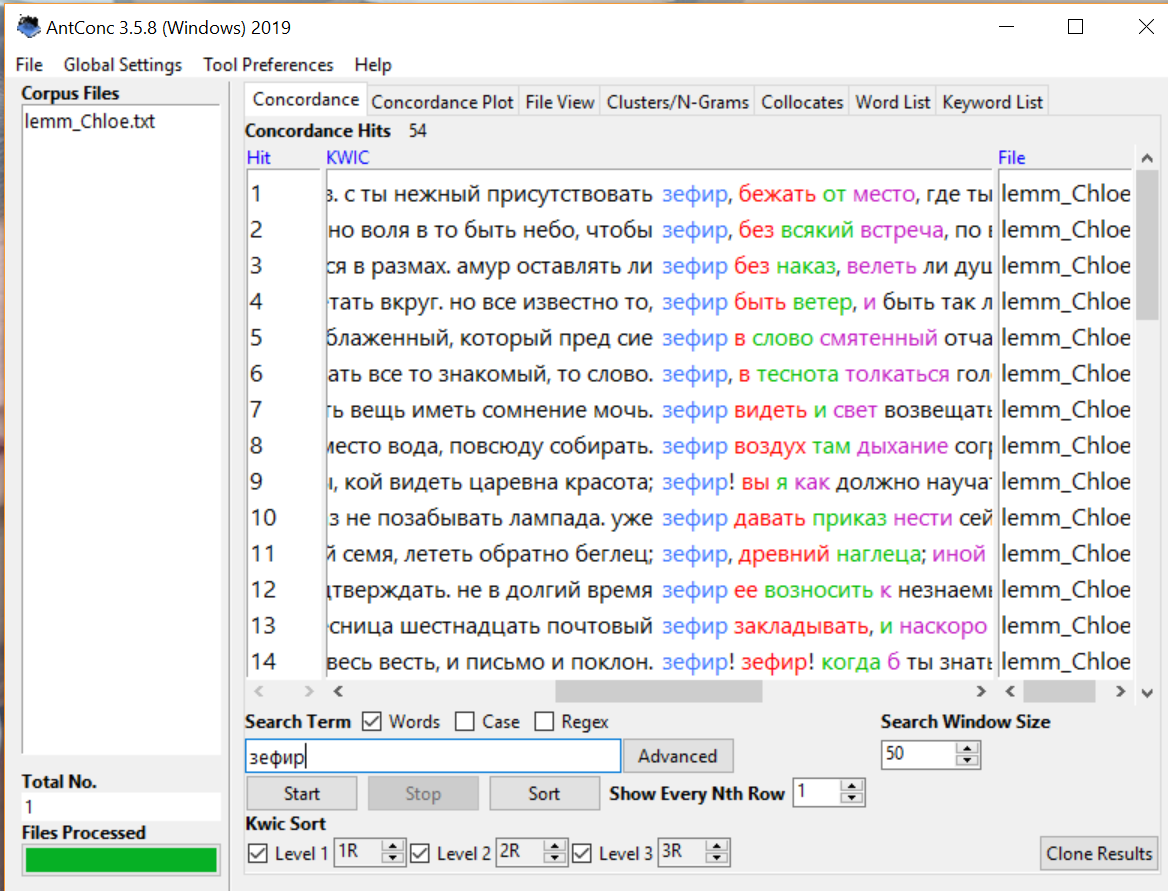 AntConc 3.5.8 (Windows) 2019
File Global Settings Tool Preferences Help
Corpus Files
lemm_Chloe.txt
Concordance Concordance Plot File View Clusters/N-Grams Collocates Word List Keyword List
Concordance Hits 54
Hit KWIC File
1 з. с ты нежный присутствовать зефир, бежать от место, где ты lemm_Chloe
2 но воля в то быть небо, чтобы зефир, без всякий встреча, по в lemm_Chloe
3 ся в размах. амур оставлять ли зефир без наказ, велеть ли душ lemm_Chloe
4 тать вкруг. но все известно то, зефир быть ветер, и быть так л lemm_Chloe
5 блаженный, который пред сие зефир в слово смятенный отча lemm_Chloe
6 ать все то знакомый, то слово. зефир, в теснота толкаться гол lemm_Chloe
7 ть вещь иметь сомнение мочь. зефир видеть и свет возвещать lemm_Chloe
8 место вода, повсюду собирать. зефир воздух там дыхание согр lemm_Chloe
9 ы, кой видеть царевна красота; зефир! вы я как должно научат lemm_Chloe
10 з не позабывать лампада. уже зефир давать приказ нести сей lemm_Chloe
11 й семя, лететь обратно беглец; зефир, древний наглеца; иной lemm_Chloe
12 дтверждать. не в долгий время зефир ее возносить к незнаемы lemm_Chloe
13 есница шестнадцать почтовый зефир закладывать, и наскоро lemm_Chloe
14 весь весть, и письмо и поклон. зефир! зефир! когда б ты знать lemm_Chloe
Search Term Words Case Regex Search Window Size
зефир Advanced 50
Total No.
1
Start Stop Sort Show Every Nth Row 1
Files Processed
Kwic Sort
Level 1 1R Level 2 2R Level 3 3R Clone Results